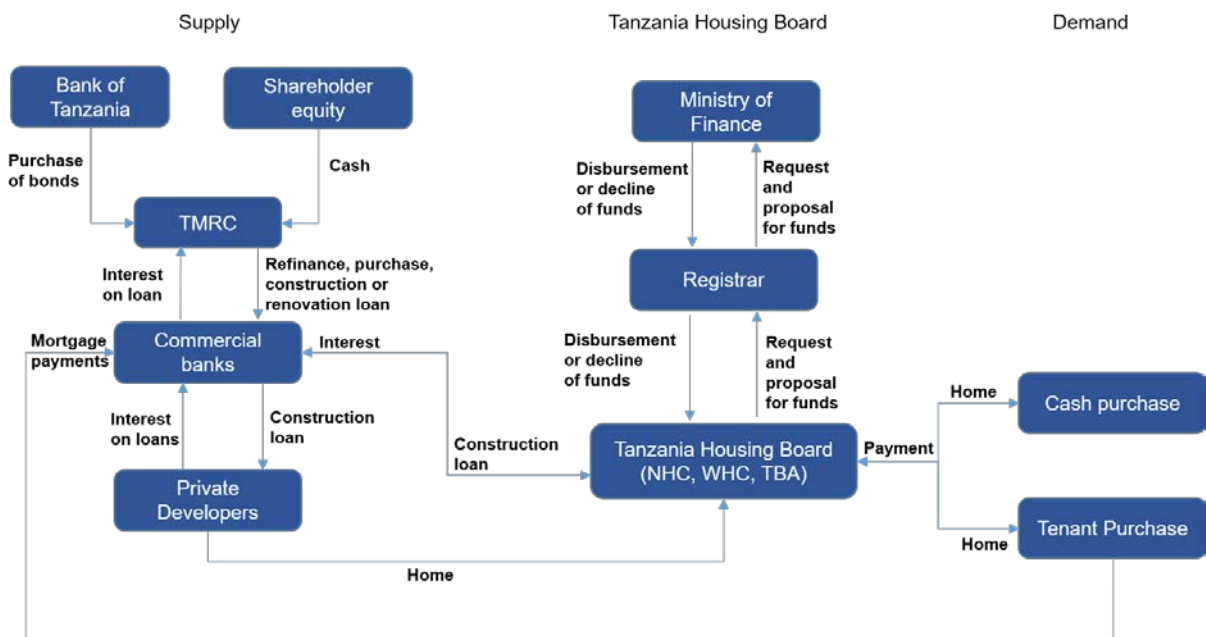 Supply
Tanzania Housing Board
Demand
Bank of
Tanzania
Shareholder
equity
Ministry of
Finance
Purchase
of bonds
Cash
Disbursement
or decline
of funds
Request
and
proposal
for funds
TMRC
Interest
on loan
Refinance, purchase,
construction or
renovation loan
Registrar
Mortgage
payments
Commercial
banks
Interest
Disbursement
or decline
of funds
Request
and
proposal
for funds
Home
Cash purchase
Interest
on loans
Construction
loan
Construction
loan
Tanzania Housing Board
(NHC, WHC, TBA)
Payment
Private
Developers
Home
Tenant Purchase
Home